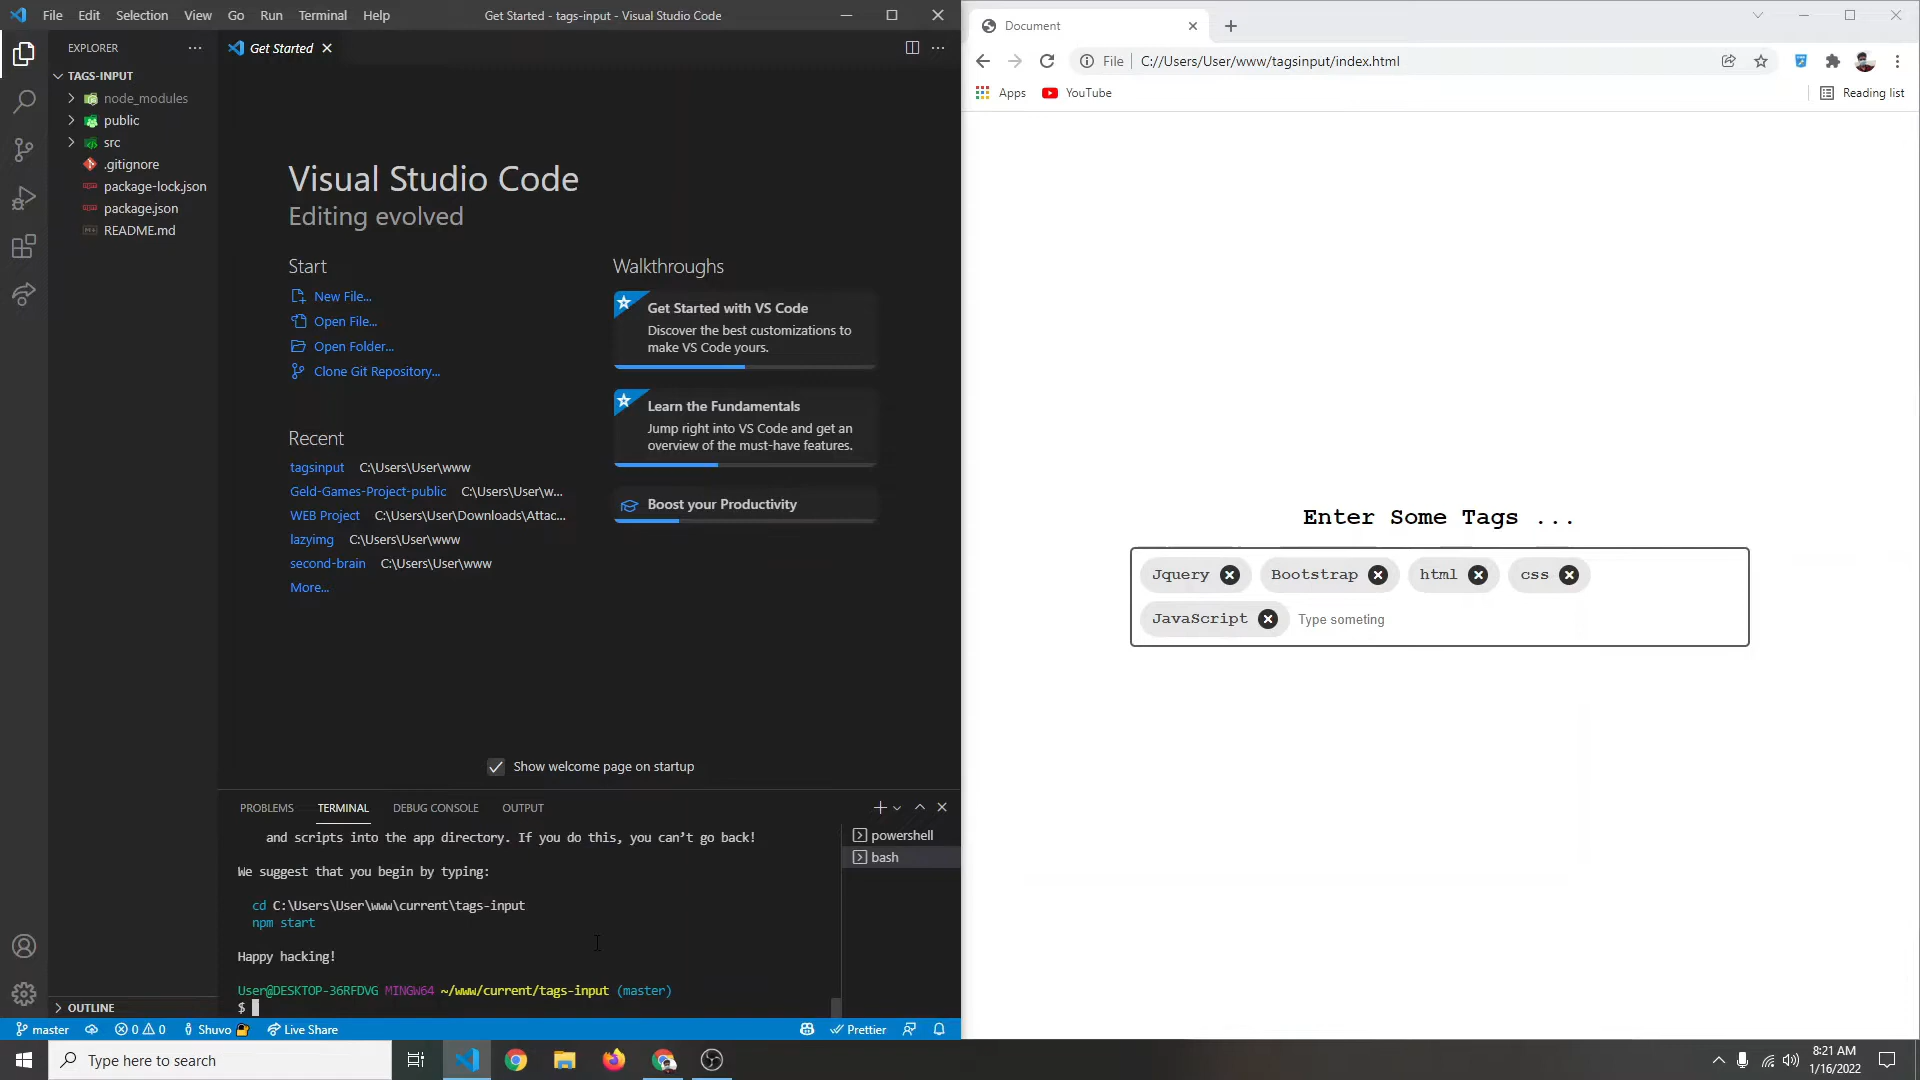 File Edit Selection View Go Run Terminal Help
Get Started - tags-input - Visual Studio Code
EXPLORER
TAGS-INPUT
node_modules
public
src
.gitignore
package-lock.json
package.json
README.md
OUTLINE
Get Started
Visual Studio Code
Editing evolved
Start
New File...
Open File...
Open Folder...
Clone Git Repository...
Recent
tagsinput C:\Users\User\www
Geld-Games-Project-public C:\Users\User\w...
WEB Project C:\Users\User\Downloads\Attac...
lazyimg C:\Users\User\www
second-brain C:\Users\User\www
More...
Walkthroughs
Get Started with VS Code
Discover the best customizations to
make VS Code yours.
Learn the Fundamentals
Jump right into VS Code and get an
overview of the must-have features.
Boost your Productivity
Show welcome page on startup
PROBLEMS TERMINAL DEBUG CONSOLE OUTPUT
powershell
bash
and scripts into the app directory. If you do this, you can’t go back!
We suggest that you begin by typing:
cd C:\Users\User\www\current\tags-input
npm start
Happy hacking!
User@DESKTOP-36RFDVG MINGW64 ~/www/current/tags-input (master)
$
master 0 0 Shuvo Live Share Prettier
Document
File C://Users/User/www/tagsinput/index.html
Apps YouTube Reading list
Enter Some Tags ...
Jquery Bootstrap html css
JavaScript Type someting
Type here to search
8:21 AM
1/16/2022